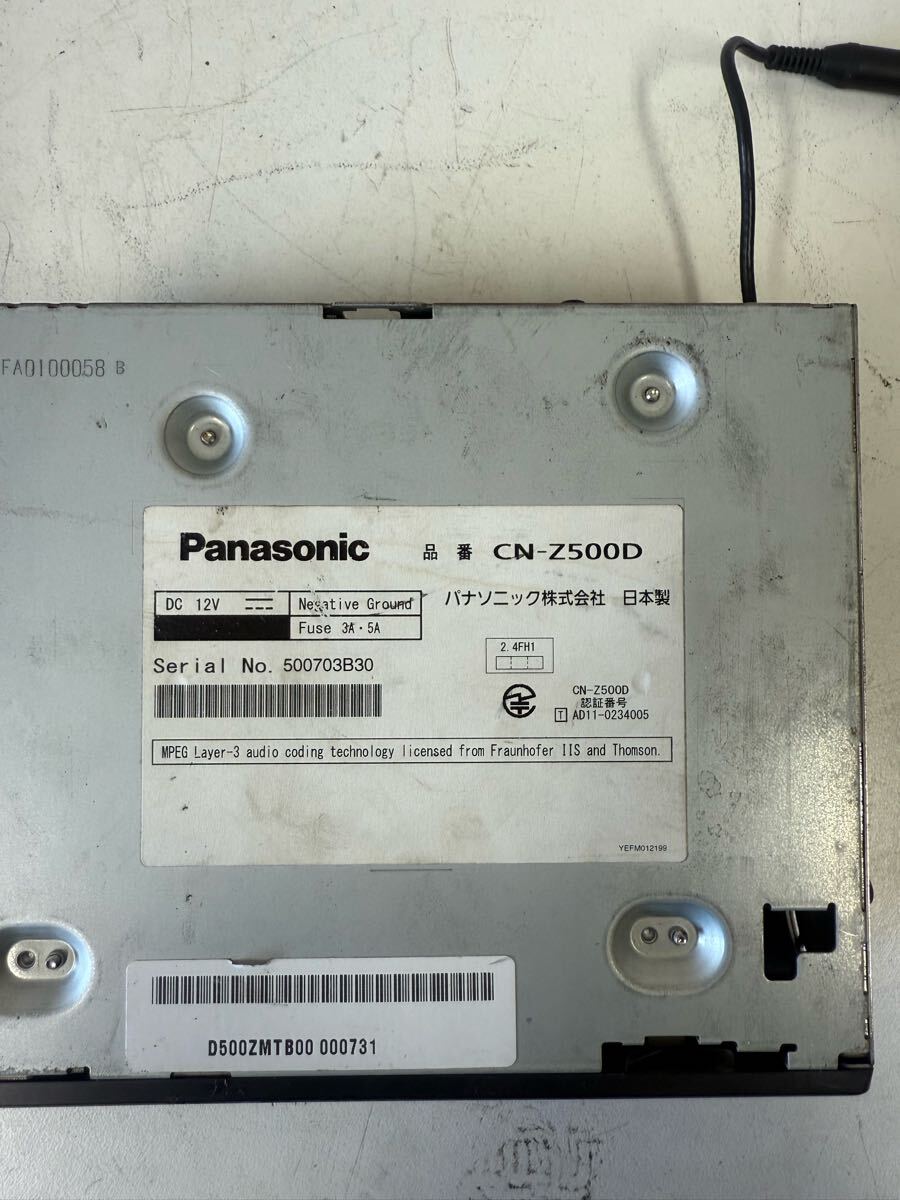 FA0100058 B
Panasonic 品番 CN-Z500D
DC 12V Negative Ground
Fuse 3A・5A
パナソニック株式会社 日本製
Serial No. 500703B30
2.4FH1
CN-Z500D
認証番号
T AD11-0234005
MPEG Layer-3 audio coding technology licensed from Fraunhofer IIS and Thomson.
YEFM012199
D500ZMTB00 000731